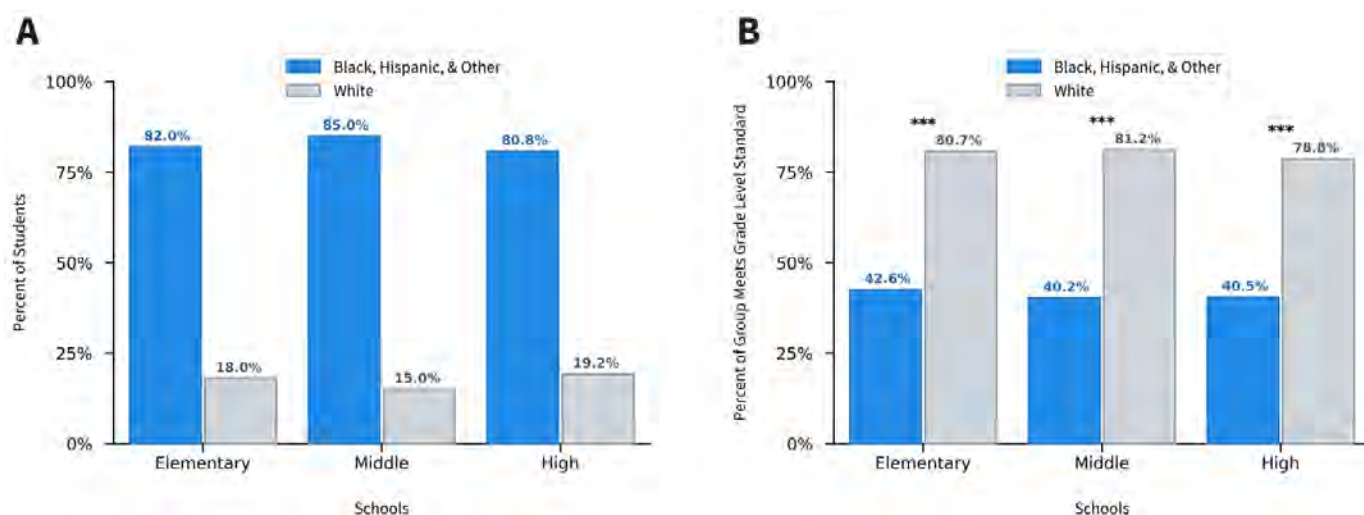 A
Black, Hispanic, & Other
White
100%
75%
50%
25%
0%
Percent of Students
82.0%
18.0%
85.0%
15.0%
80.8%
19.2%
Elementary
Middle
High
Schools
B
Black, Hispanic, & Other
White
100%
75%
50%
25%
0%
Percent of Group Meets Grade Level Standard
***
***
***
42.6%
80.7%
40.2%
81.2%
40.5%
78.8%
Elementary
Middle
High
Schools